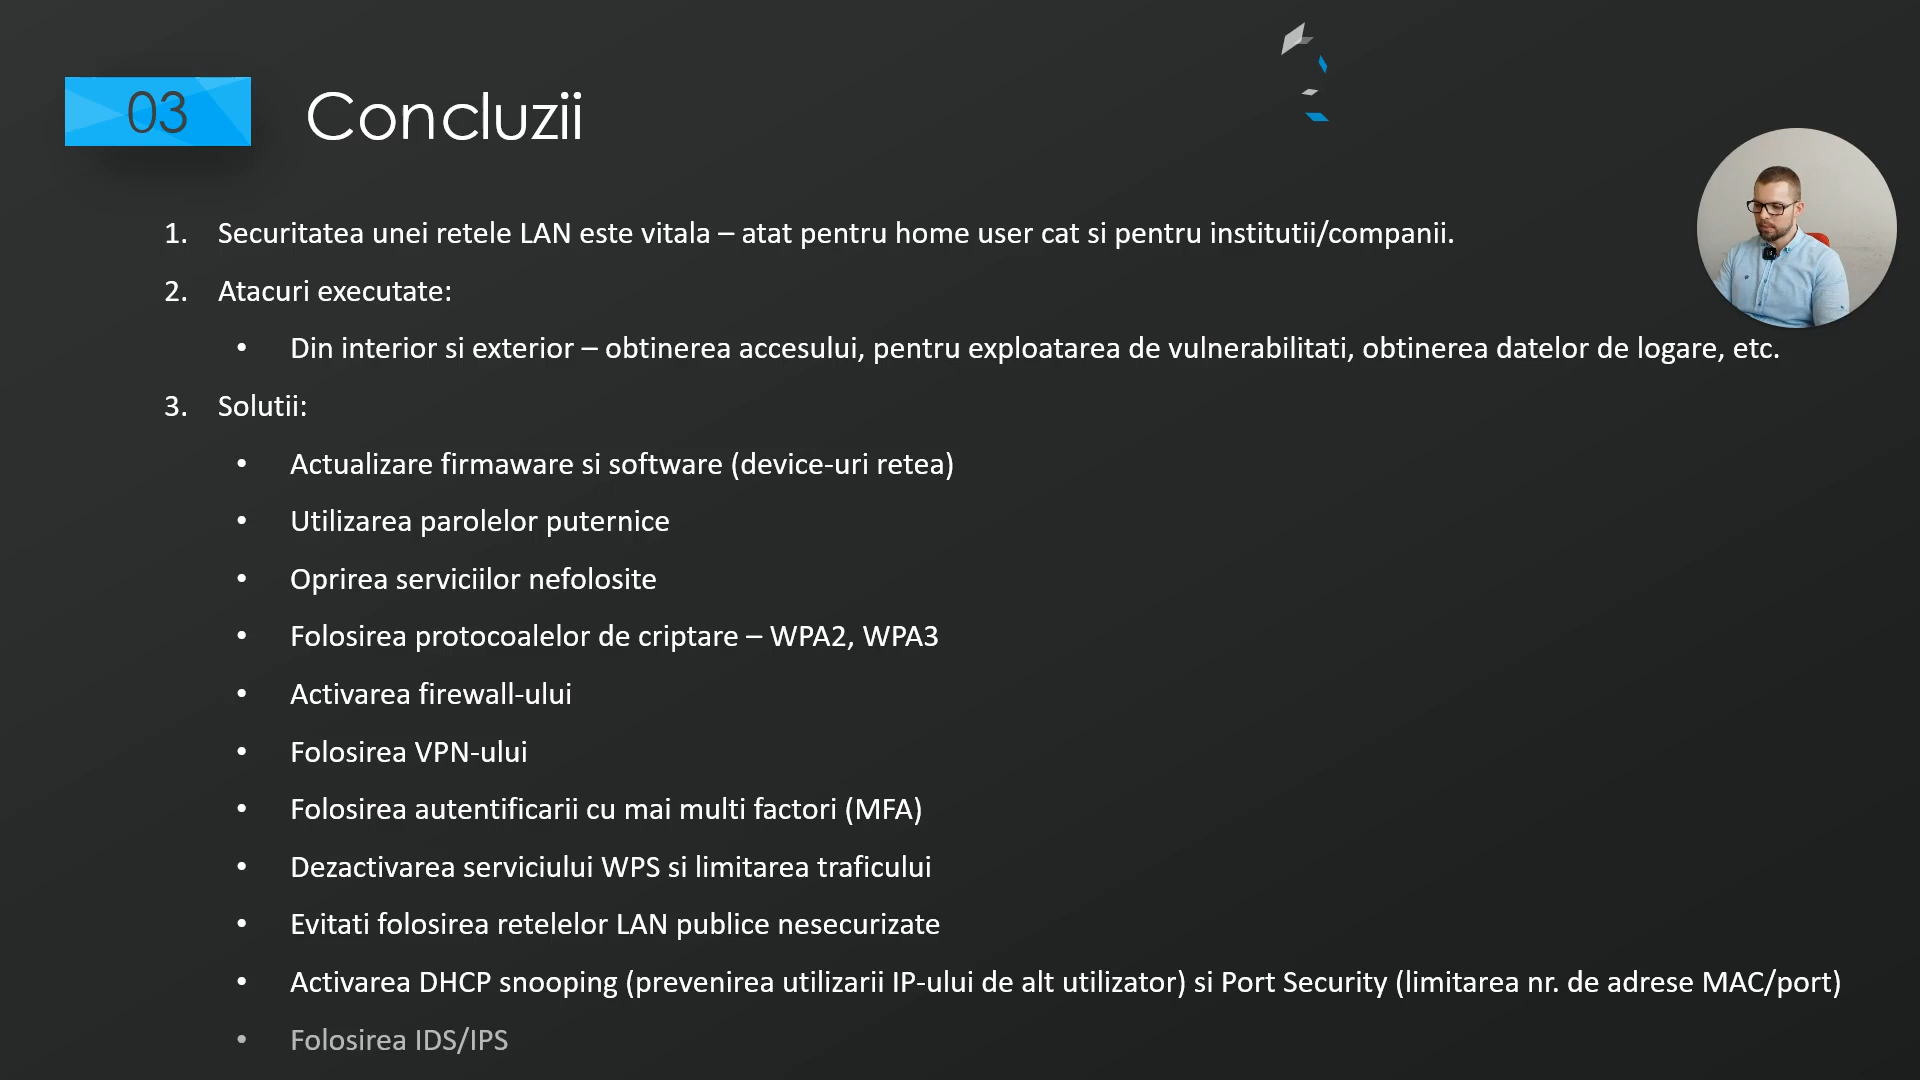 03
Concluzii
1. Securitatea unei retele LAN este vitala – atat pentru home user cat si pentru institutii/companii.
2. Atacuri executate:
• Din interior si exterior – obtinerea accesului, pentru exploatarea de vulnerabilitati, obtinerea datelor de logare, etc.
3. Solutii:
• Actualizare firmaware si software (device-uri retea)
• Utilizarea parolelor puternice
• Oprirea serviciilor nefolosite
• Folosirea protocoalelor de criptare – WPA2, WPA3
• Activarea firewall-ului
• Folosirea VPN-ului
• Folosirea autentificarii cu mai multi factori (MFA)
• Dezactivarea serviciului WPS si limitarea traficului
• Evitati folosirea retelelor LAN publice nesecurizate
• Activarea DHCP snooping (prevenirea utilizarii IP-ului de alt utilizator) si Port Security (limitarea nr. de adrese MAC/port)
• Folosirea IDS/IPS